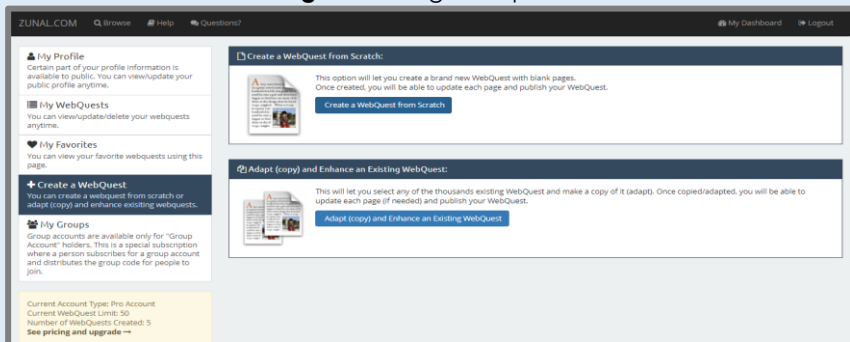 ZUNAL.COM Browse Help Questions? My Dashboard Logout
My Profile
Certain part of your profile information is
available to public. You can view/update your
public profile anytime.
My WebQuests
You can view/update/delete your webquests
anytime.
My Favorites
You can view your favorite webquests using this
page.
Create a WebQuest
You can create a webquest from scratch or
adapt (copy) and enhance exisiting webquests.
My Groups
Group accounts are available only for "Group
Account" holders. This is a special subscription
where a person subscribes for a group account
and distributes the group code for people to
join.
Current Account Type: Pro Account
Current WebQuest Limit: 50
Number of WebQuests Created: 5
See pricing and upgrade →
Create a WebQuest from Scratch:
This option will let you create a brand new WebQuest with blank pages.
Once created, you will be able to update each page and publish your WebQuest.
Create a WebQuest from Scratch
Adapt (copy) and Enhance an Existing WebQuest:
This will let you select any of the thousands existing WebQuest and make a copy of it (adapt). Once copied/adapted, you will be able to
update each page (if needed) and publish your WebQuest.
Adapt (copy) and Enhance an Existing WebQuest